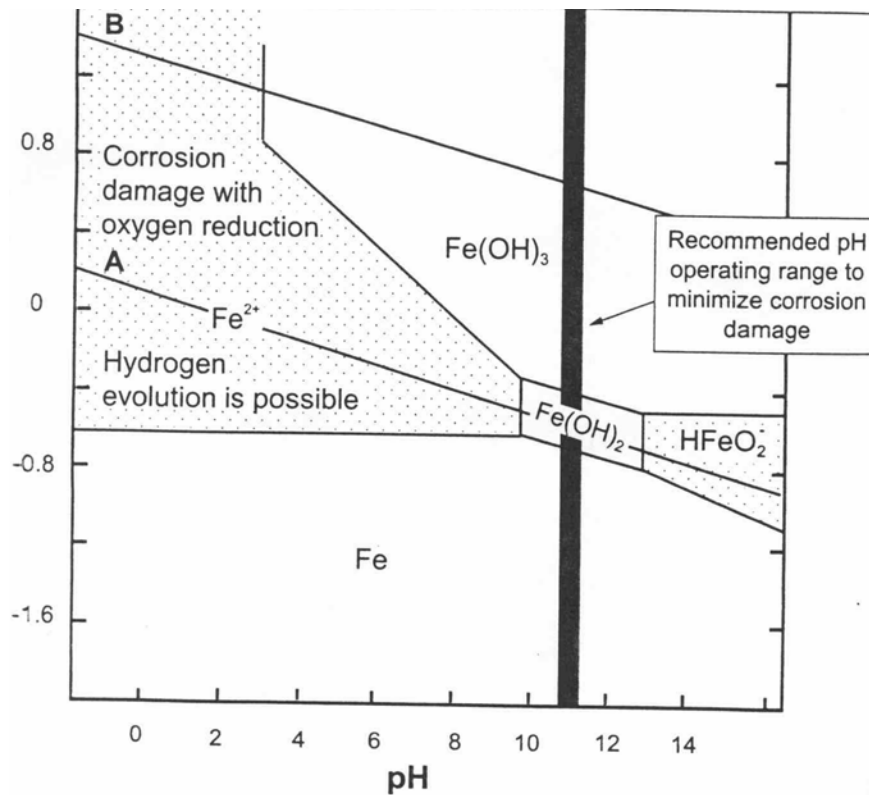 B
0.8
Corrosion
damage with
oxygen reduction
Fe(OH)₃
Recommended pH
operating range to
minimize corrosion
damage
A
0
Fe²⁺
Hydrogen
evolution is possible
Fe(OH)₂
HFeO₂⁻
-0.8
Fe
-1.6
0 2 4 6 8 10 12 14
pH